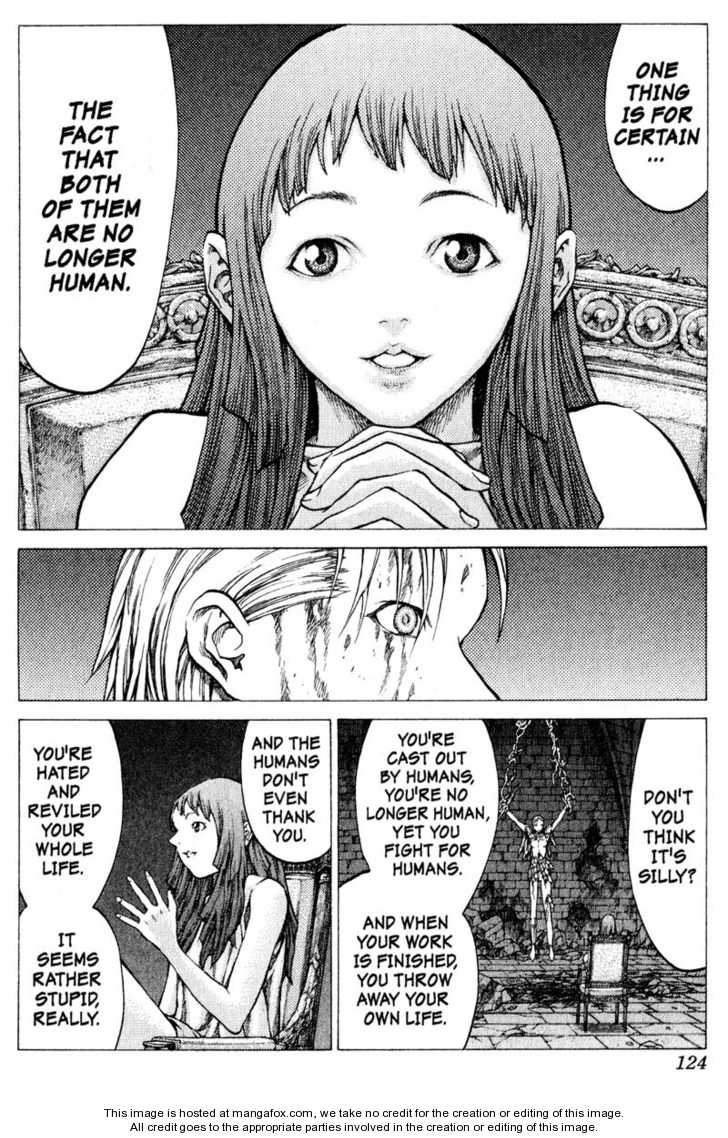 ONE
THING
IS FOR
CERTAIN
...
THE
FACT
THAT
BOTH
OF THEM
ARE NO
LONGER
HUMAN.
DON'T
YOU
THINK
IT'S
SILLY?
YOU'RE
CAST OUT
BY HUMANS,
YOU'RE NO
LONGER HUMAN,
YET YOU
FIGHT FOR
HUMANS.
AND WHEN
YOUR WORK
IS FINISHED,
YOU THROW
AWAY YOUR
OWN LIFE.
AND THE
HUMANS
DON'T
EVEN
THANK
YOU.
YOU'RE
HATED
AND
REVILED
YOUR
WHOLE
LIFE.
IT
SEEMS
RATHER
STUPID,
REALLY.
124
This image is hosted at mangafox.com, we take no credit for the creation or editing of this image.
All credit goes to the appropriate parties involved in the creation or editing of this image.